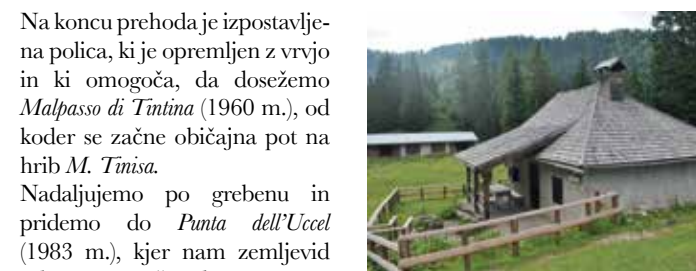 Na koncu prehoda je izpostavlje-
na polica, ki je opremljen z vrvjo
in ki omogoča, da dosežemo
Malpasso di Tintina (1960 m.), od
koder se začne običajna pot na
hrib M. Tinisa.
Nadaljujemo po grebenu in
pridemo do Punta dell'Uccel
(1983 m.), kjer nam zemljevid